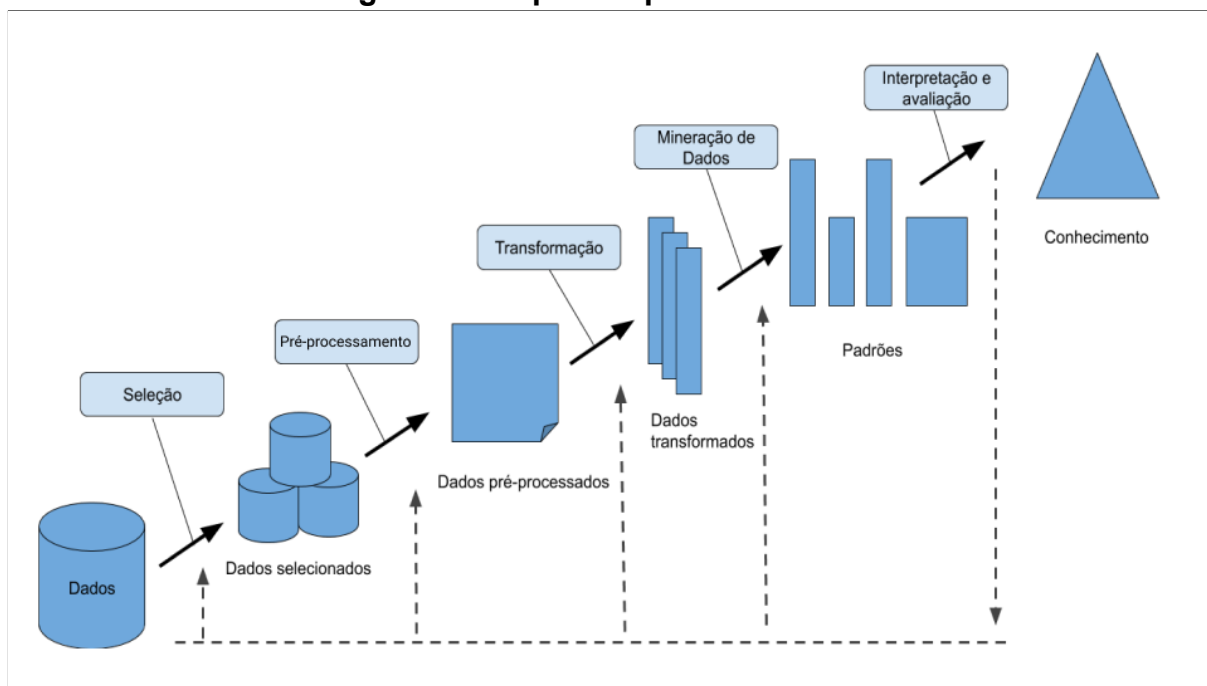 Interpretação e
avaliação
Mineração de
Dados
Conhecimento
Transformação
Padrões
Pré-processamento
Dados
transformados
Seleção
Dados pré-processados
Dados selecionados
Dados